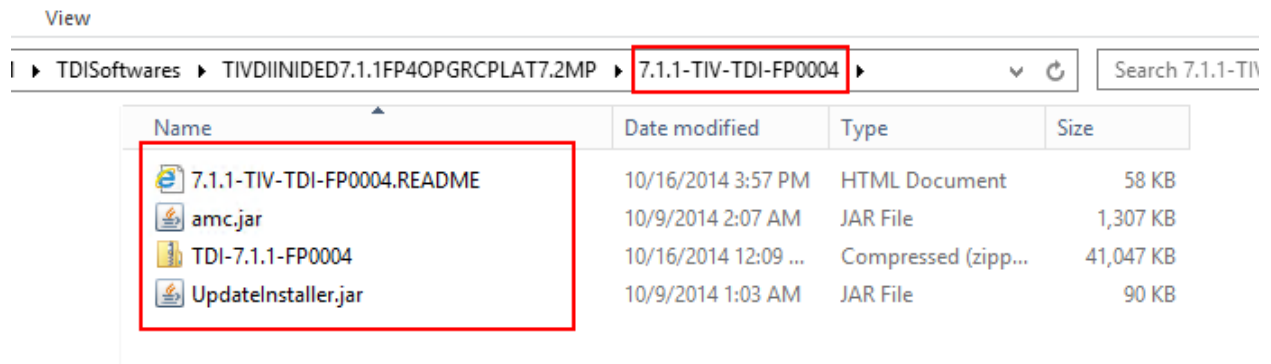 View
TDISoftwares TIVDIINIDED7.1.1FP4OPGRCPLAT7.2MP 7.1.1-TIV-TDI-FP0004 Search 7.1.1-TIV
Name Date modified Type Size
7.1.1-TIV-TDI-FP0004.README 10/16/2014 3:57 PM HTML Document 58 KB
amc.jar 10/9/2014 2:07 AM JAR File 1,307 KB
TDI-7.1.1-FP0004 10/16/2014 12:09 ... Compressed (zipp... 41,047 KB
UpdateInstaller.jar 10/9/2014 1:03 AM JAR File 90 KB